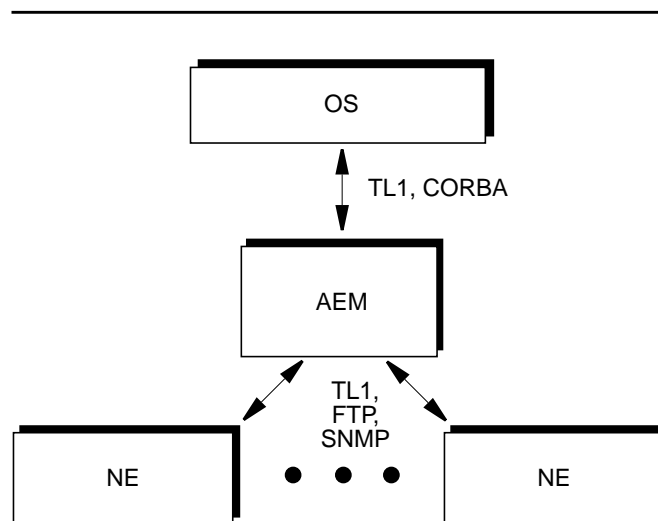 OS
TL1, CORBA
AEM
TL1,
FTP,
SNMP
NE
NE